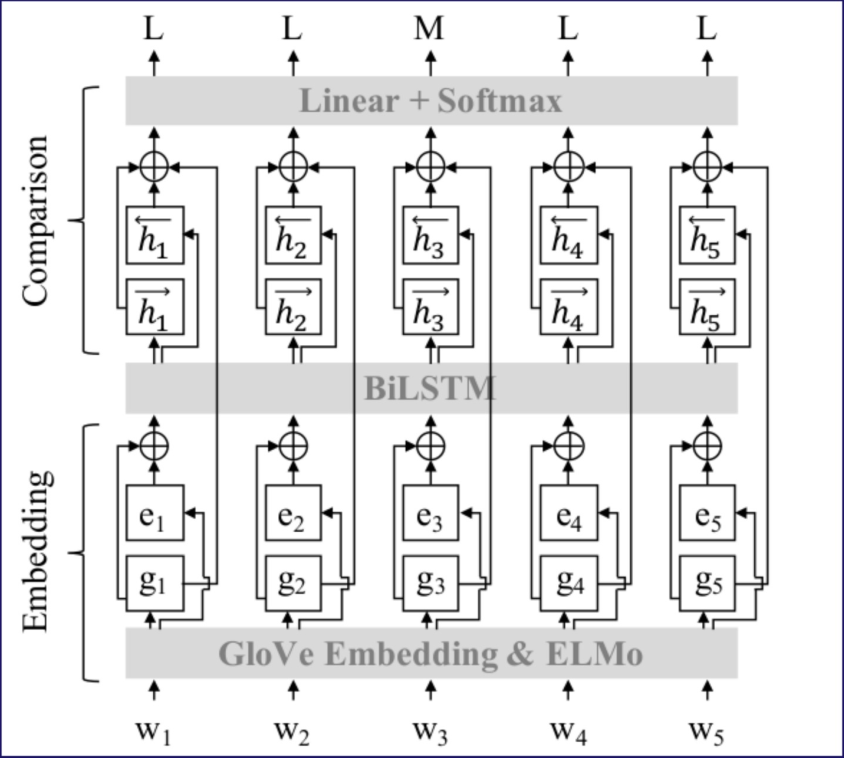 L L M L L
Linear + Softmax
Comparison
h₁ h₂ h₃ h₄ h₅
h₁ h₂ h₃ h₄ h₅
BiLSTM
Embedding
e₁ e₂ e₃ e₄ e₅
g₁ g₂ g₃ g₄ g₅
GloVe Embedding & ELMo
w₁ w₂ w₃ w₄ w₅